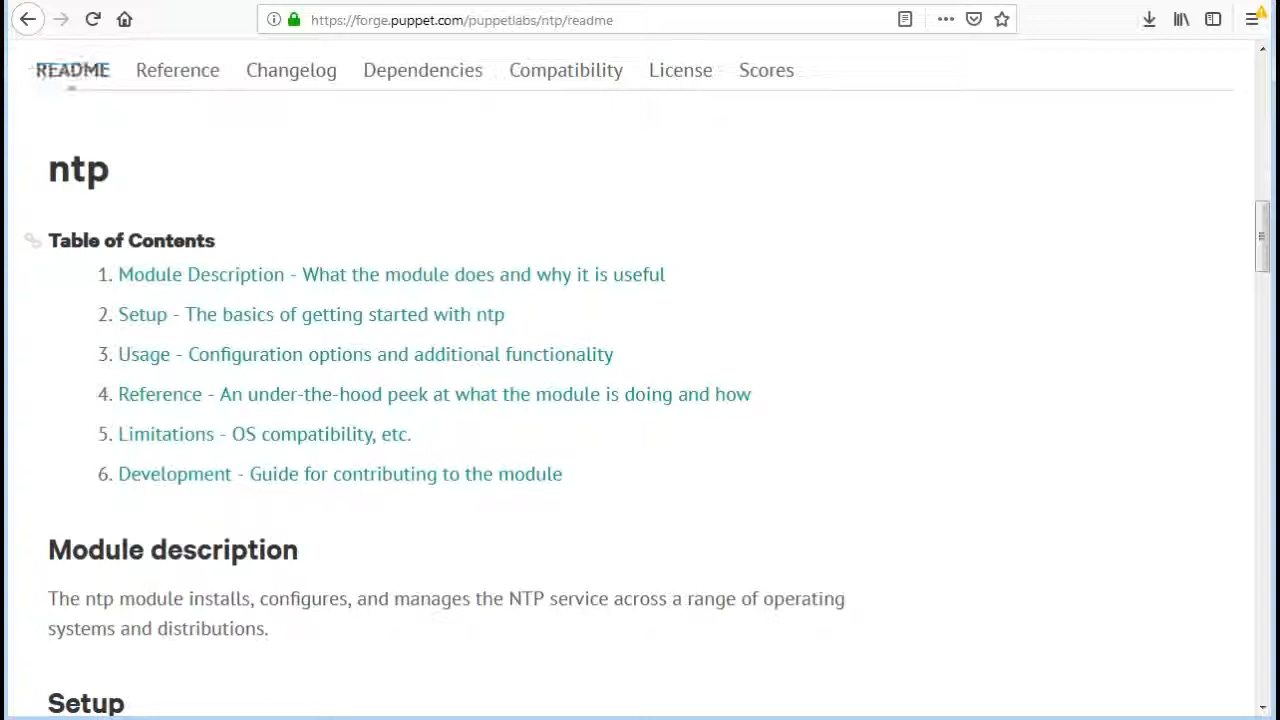 https://forge.puppet.com/puppetlabs/ntp/readme
README Reference Changelog Dependencies Compatibility License Scores
ntp
Table of Contents
1. Module Description - What the module does and why it is useful
2. Setup - The basics of getting started with ntp
3. Usage - Configuration options and additional functionality
4. Reference - An under-the-hood peek at what the module is doing and how
5. Limitations - OS compatibility, etc.
6. Development - Guide for contributing to the module
Module description
The ntp module installs, configures, and manages the NTP service across a range of operating
systems and distributions.
Setup